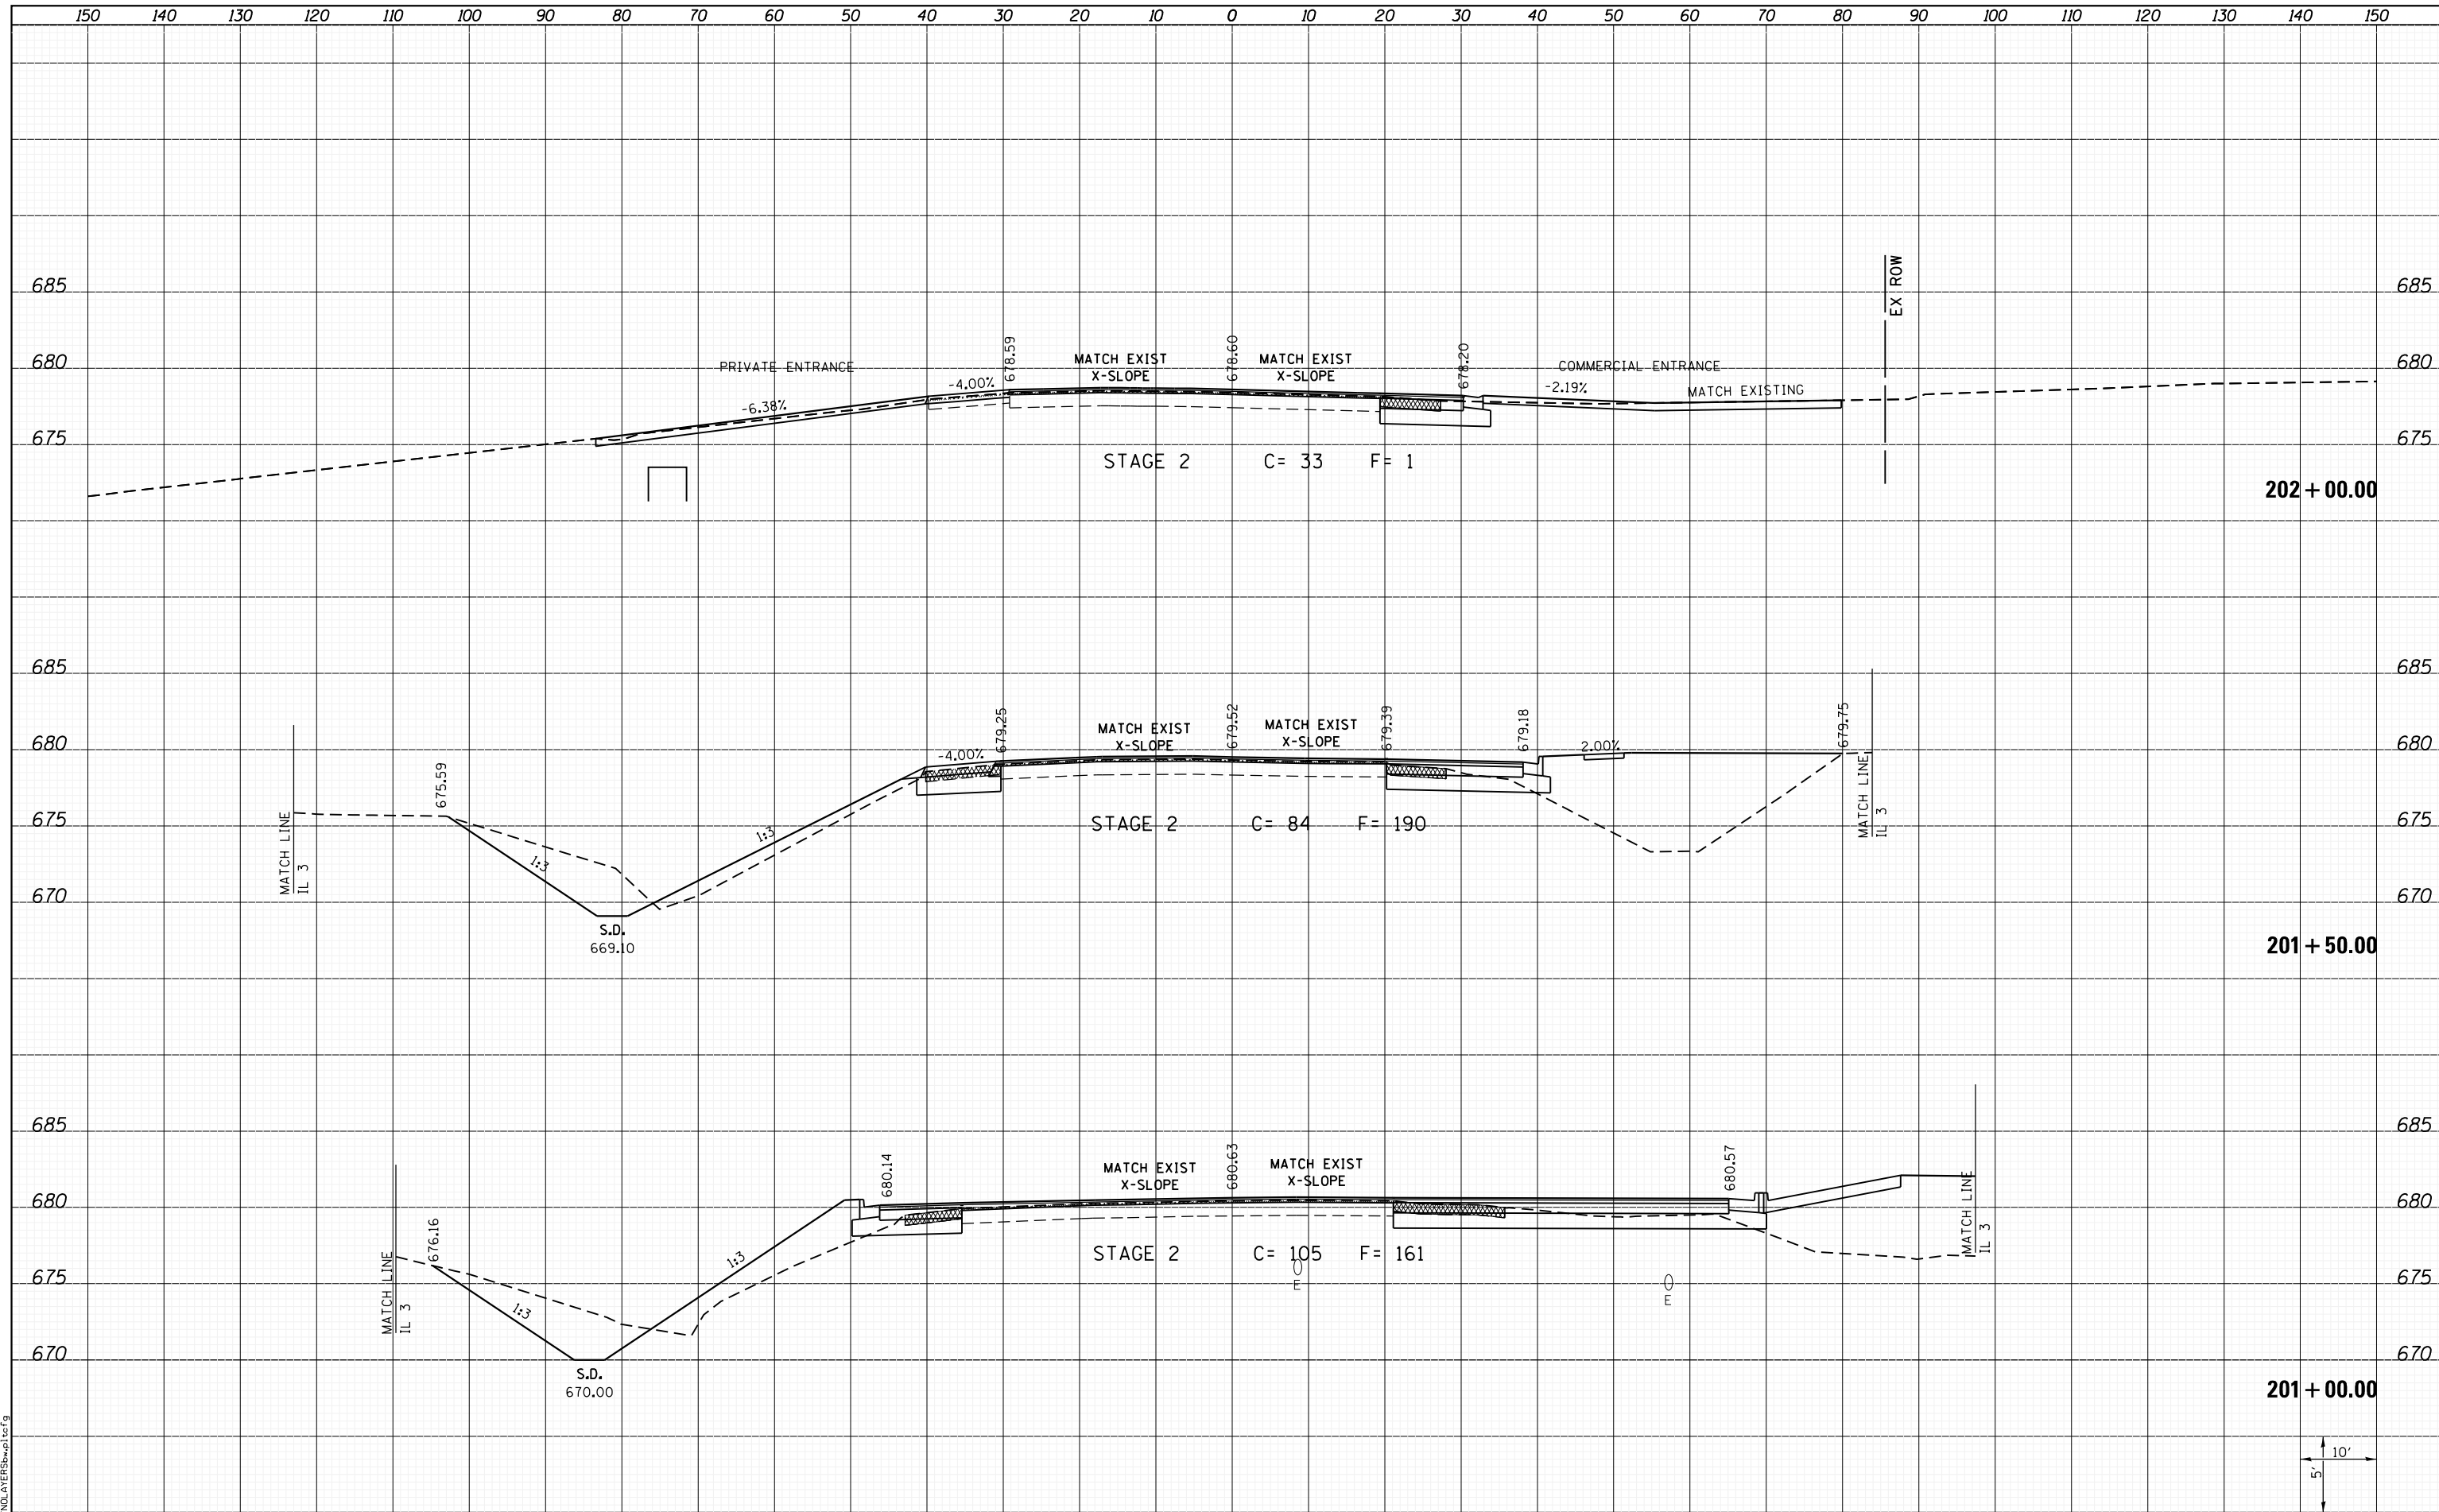 150 140 130 120 110 100 90 80 70 60 50 40 30 20 10 0 10 20 30 40 50 60 70 80 90 100 110 120 130 140 150
EX ROW
685 685
678.59
678.60
678.20
680 680
PRIVATE ENTRANCE
MATCH EXIST
X-SLOPE
MATCH EXIST
X-SLOPE
COMMERCIAL ENTRANCE
-6.38%
-4.00%
-2.19%
MATCH EXISTING
675 675
STAGE 2 C= 33 F= 1
202+00.00
685 685
679.25
679.52
679.39
679.18
679.75
680 680
MATCH EXIST
X-SLOPE
MATCH EXIST
X-SLOPE
-4.00%
2.00%
675.59
675 675
MATCH LINE
IL 3
1:3
1:3
STAGE 2 C= 84 F= 190
MATCH LINE
IL 3
670 670
S.D.
669.10
201+50.00
685 685
680.14
680.63
680.57
MATCH EXIST
X-SLOPE
MATCH EXIST
X-SLOPE
680 680
676.16
MATCH LINE
IL 3
1:3
1:3
STAGE 2 C= 105 F= 161
MATCH LINE
IL 3
675 675
E
E
670 670
S.D.
670.00
201+00.00
10'
5'
NOLAYERSbw.pltcfg